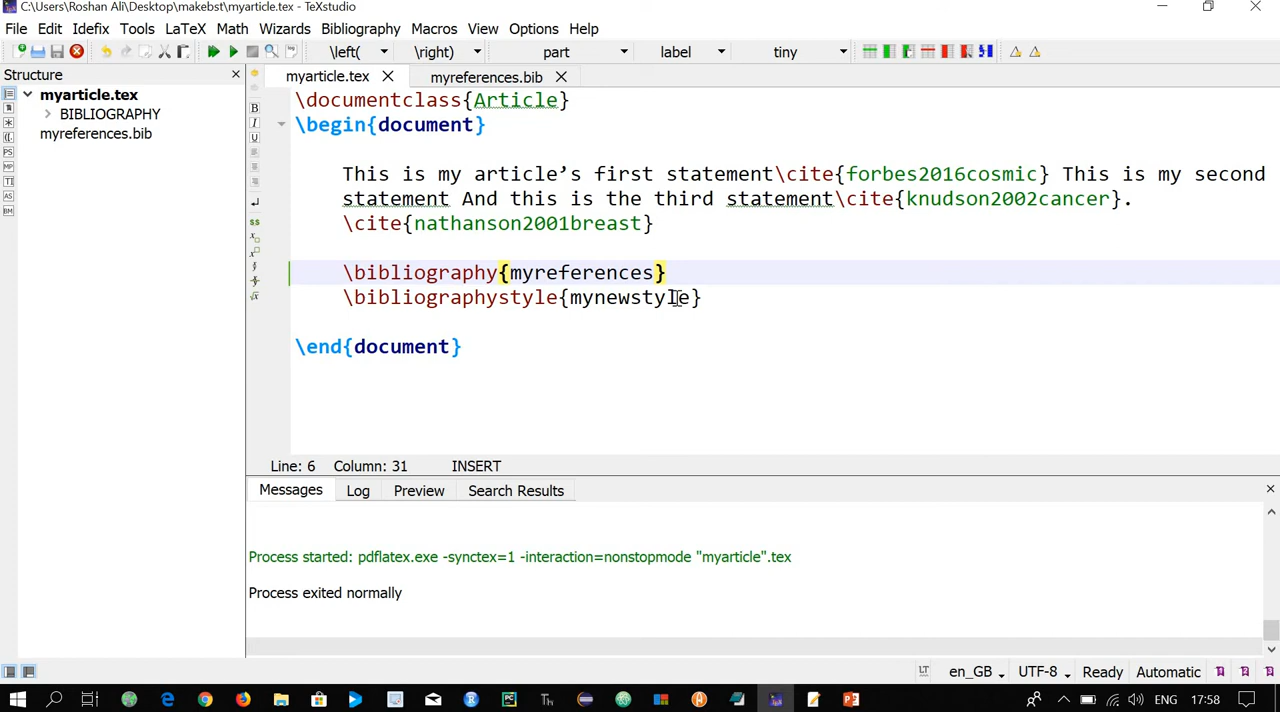 C:\Users\Roshan Ali\Desktop\makebst\myarticle.tex - TeXstudio
File Edit Idefix Tools LaTeX Math Wizards Bibliography Macros View Options Help
\left( \right) part label tiny
Structure
myarticle.tex myreferences.bib
myarticle.tex
BIBLIOGRAPHY
myreferences.bib
\documentclass{Article}
\begin{document}
This is my article’s first statement\cite{forbes2016cosmic} This is my second
statement And this is the third statement\cite{knudson2002cancer}.
\cite{nathanson2001breast}
\bibliography{myreferences}
\bibliographystyle{mynewstyle}
\end{document}
Line: 6 Column: 31 INSERT
Messages Log Preview Search Results
Process started: pdflatex.exe -synctex=1 -interaction=nonstopmode "myarticle".tex
Process exited normally
en_GB UTF-8 Ready Automatic
ENG 17:58